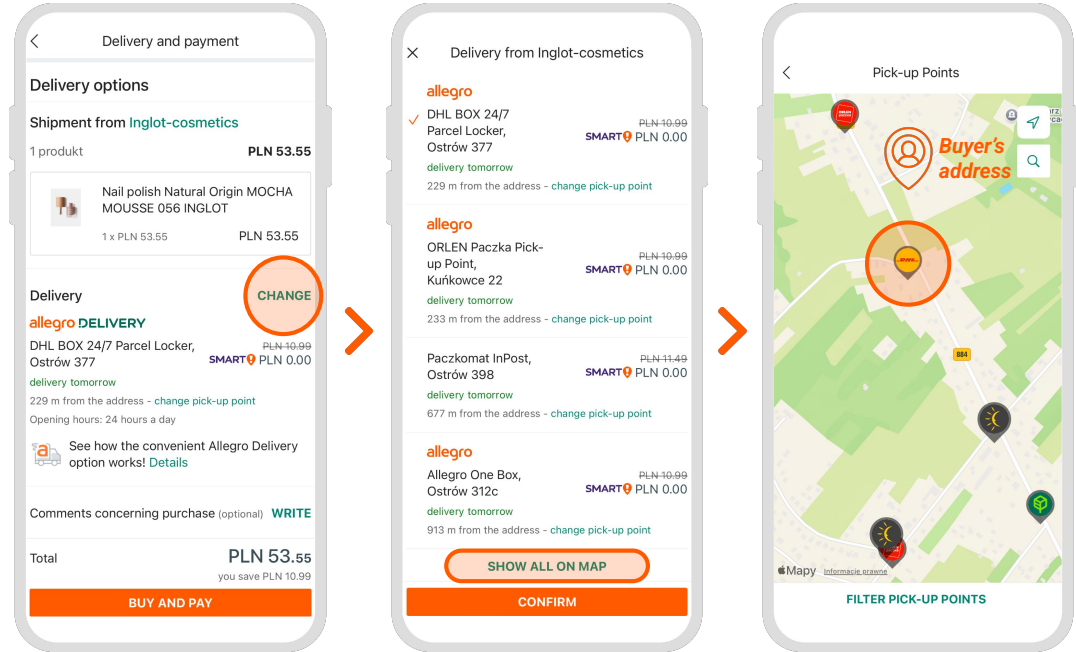 Delivery and payment
Delivery options
Shipment from Inglot-cosmetics
1 produkt PLN 53.55
Nail polish Natural Origin MOCHA
MOUSSE 056 INGLOT
1 x PLN 53.55 PLN 53.55
Delivery CHANGE
allegro DELIVERY
DHL BOX 24/7 Parcel Locker, PLN 10.99
Ostrów 377 SMART! PLN 0.00
delivery tomorrow
229 m from the address - change pick-up point
Opening hours: 24 hours a day
See how the convenient Allegro Delivery
option works! Details
Comments concerning purchase (optional) WRITE
Total PLN 53.55
you save PLN 10.99
BUY AND PAY
Delivery from Inglot-cosmetics
allegro
DHL BOX 24/7
Parcel Locker, PLN 10.99
Ostrów 377 SMART! PLN 0.00
delivery tomorrow
229 m from the address - change pick-up point
allegro
ORLEN Paczka Pick-
up Point, PLN 10.99
Kuńkowce 22 SMART! PLN 0.00
delivery tomorrow
233 m from the address - change pick-up point
Paczkomat InPost, PLN 11.49
Ostrów 398 SMART! PLN 0.00
delivery tomorrow
677 m from the address - change pick-up point
allegro
Allegro One Box, PLN 10.99
Ostrów 312c SMART! PLN 0.00
delivery tomorrow
913 m from the address - change pick-up point
SHOW ALL ON MAP
CONFIRM
Pick-up Points
Buyer's
address
DHL
884
Mapy Informacje prawne
FILTER PICK-UP POINTS